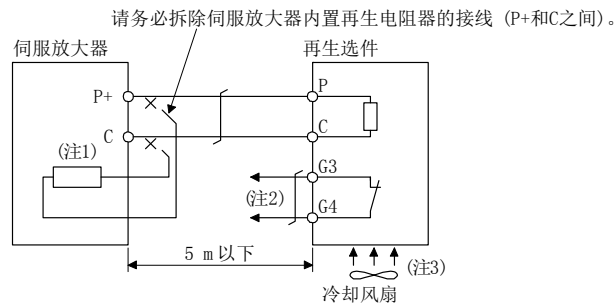 请务必拆除伺服放大器内置再生电阻器的接线 (P+和C之间)。
伺服放大器
再生选件
P+
P
C
C
(注1)
G3
(注2)
G4
5 m以下
(注3)
冷却风扇